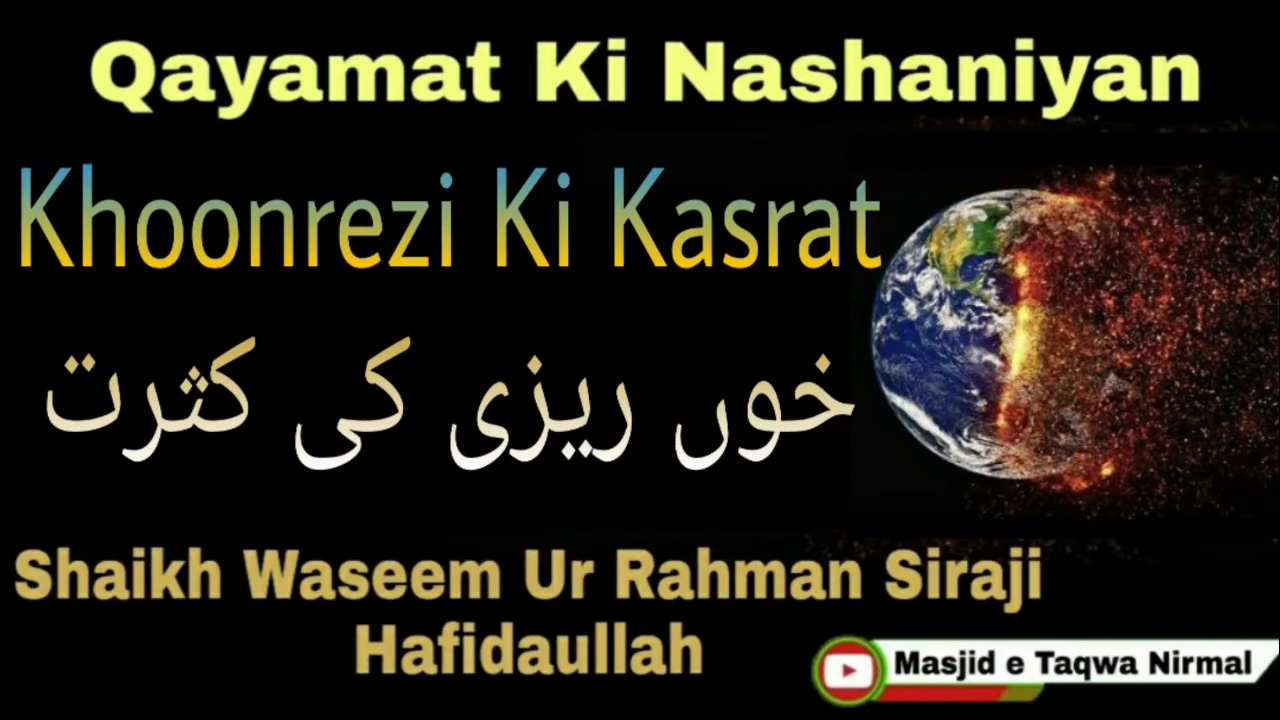 Qayamat Ki Nashaniyan
Khoonrezi Ki Kasrat
خوں ریزی کی کثرت
Shaikh Waseem Ur Rahman Siraji
Hafidaullah
Masjid e Taqwa Nirmal